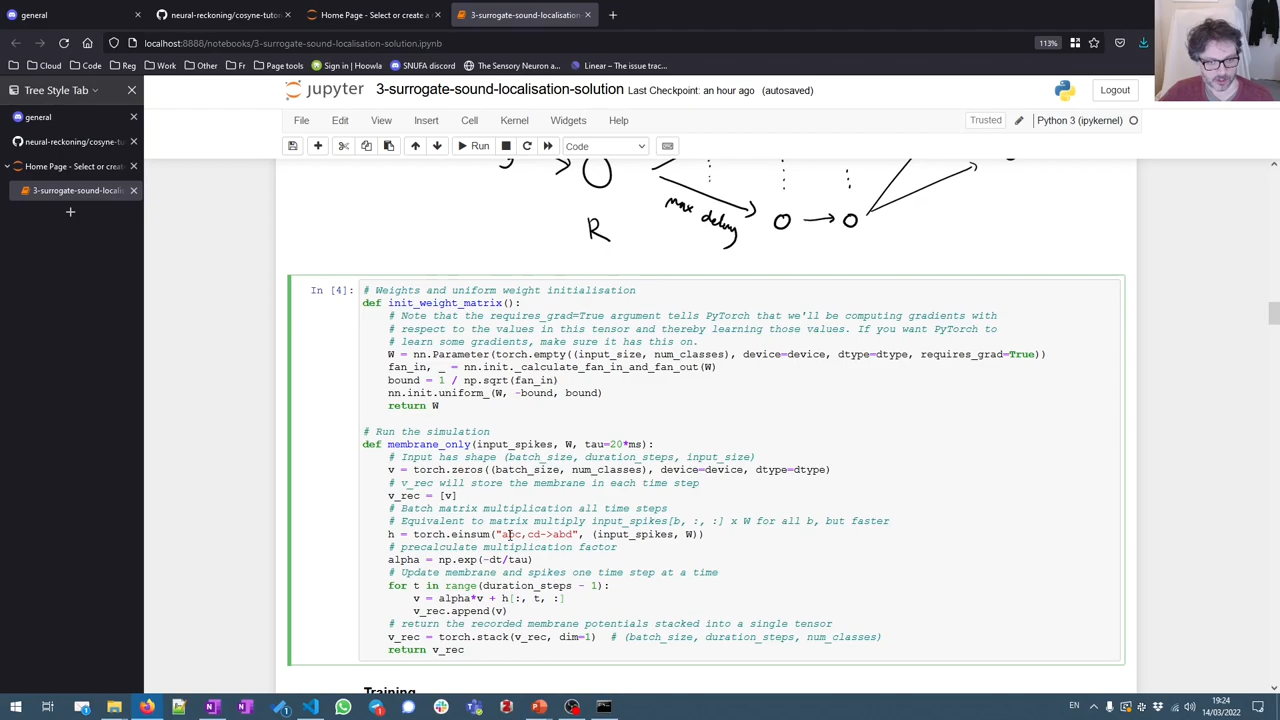 general
neural-reckoning/cosyne-tutor
Home Page - Select or create a
3-surrogate-sound-localisation
localhost:8888/notebooks/3-surrogate-sound-localisation-solution.ipynb
113%
Cloud
Code
Reg
Work
Other
Fr
Page tools
Sign in | Hoowla
SNUFA discord
The Sensory Neuron a...
Linear – The issue trac...
Tree Style Tab
general
neural-reckoning/cosyne-tut
Home Page - Select or creat
3-surrogate-sound-localis
jupyter
3-surrogate-sound-localisation-solution
Last Checkpoint: an hour ago (autosaved)
Logout
File
Edit
View
Insert
Cell
Kernel
Widgets
Help
Trusted
Python 3 (ipykernel)
Run
Code
max delay
R
In [4]:
# Weights and uniform weight initialisation
def init_weight_matrix():
# Note that the requires_grad=True argument tells PyTorch that we'll be computing gradients with
# respect to the values in this tensor and thereby learning those values. If you want PyTorch to
# learn some gradients, make sure it has this on.
W = nn.Parameter(torch.empty((input_size, num_classes), device=device, dtype=dtype, requires_grad=True))
fan_in, _ = nn.init._calculate_fan_in_and_fan_out(W)
bound = 1 / np.sqrt(fan_in)
nn.init.uniform_(W, -bound, bound)
return W
# Run the simulation
def membrane_only(input_spikes, W, tau=20*ms):
# Input has shape (batch_size, duration_steps, input_size)
v = torch.zeros((batch_size, num_classes), device=device, dtype=dtype)
# v_rec will store the membrane in each time step
v_rec = [v]
# Batch matrix multiplication all time steps
# Equivalent to matrix multiply input_spikes[b, :, :] x W for all b, but faster
h = torch.einsum("abc,cd->abd", (input_spikes, W))
# precalculate multiplication factor
alpha = np.exp(-dt/tau)
# Update membrane and spikes one time step at a time
for t in range(duration_steps - 1):
v = alpha*v + h[:, t, :]
v_rec.append(v)
# return the recorded membrane potentials stacked into a single tensor
v_rec = torch.stack(v_rec, dim=1)  # (batch_size, duration_steps, num_classes)
return v_rec
Training
EN
19:24
14/03/2022